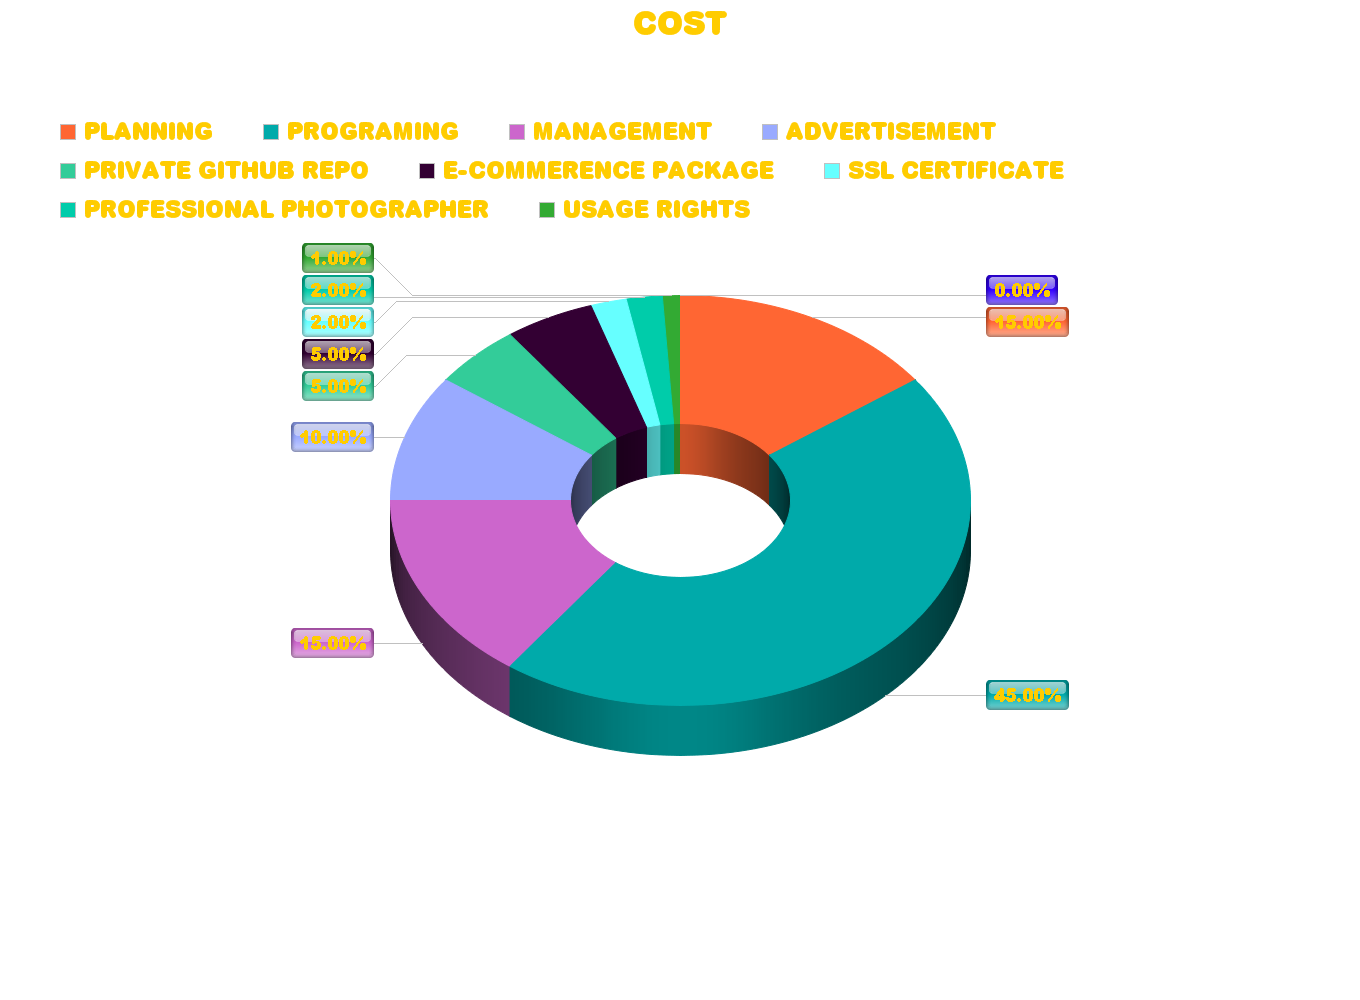 COST
PLANNING PROGRAMING MANAGEMENT ADVERTISEMENT
PRIVATE GITHUB REPO E-COMMERENCE PACKAGE SSL CERTIFICATE
PROFESSIONAL PHOTOGRAPHER USAGE RIGHTS
1.00%
2.00% 0.00%
2.00% 15.00%
5.00%
5.00%
10.00%
15.00%
45.00%